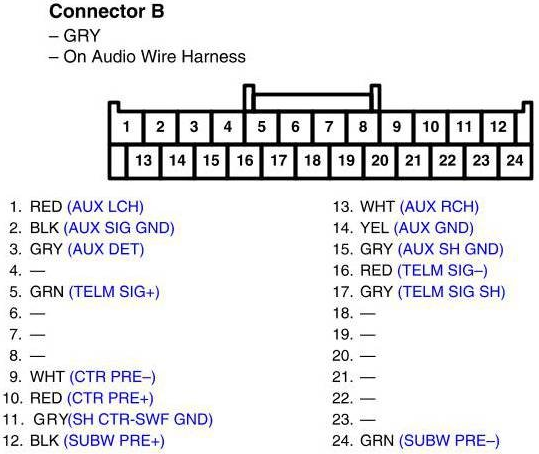 Connector B
– GRY
– On Audio Wire Harness
1 2 3 4 5 6 7 8 9 10 11 12
13 14 15 16 17 18 19 20 21 22 23 24
1. RED (AUX LCH)
2. BLK (AUX SIG GND)
3. GRY (AUX DET)
4. —
5. GRN (TELM SIG+)
6. —
7. —
8. —
9. WHT (CTR PRE–)
10. RED (CTR PRE+)
11. GRY(SH CTR-SWF GND)
12. BLK (SUBW PRE+)
13. WHT (AUX RCH)
14. YEL (AUX GND)
15. GRY (AUX SH GND)
16. RED (TELM SIG–)
17. GRY (TELM SIG SH)
18. —
19. —
20. —
21. —
22. —
23. —
24. GRN (SUBW PRE–)